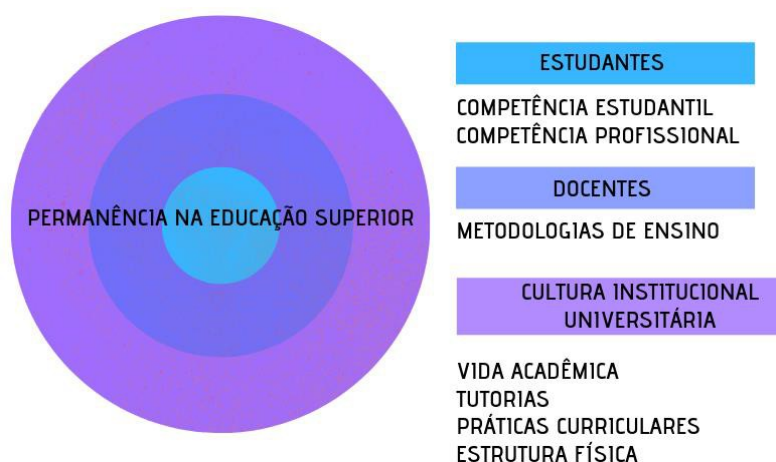 PERMANÊNCIA NA EDUCAÇÃO SUPERIOR
ESTUDANTES
COMPETÊNCIA ESTUDANTIL
COMPETÊNCIA PROFISSIONAL
DOCENTES
METODOLOGIAS DE ENSINO
CULTURA INSTITUCIONAL
UNIVERSITÁRIA
VIDA ACADÊMICA
TUTORIAS
PRÁTICAS CURRICULARES
ESTRUTURA FÍSICA